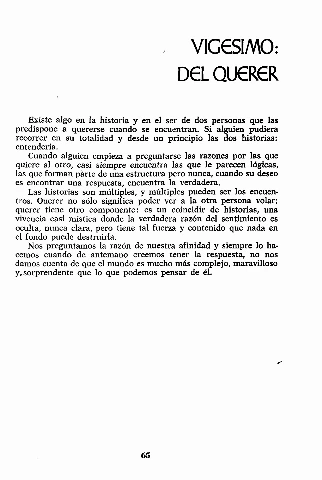 VIGESIMO:
DEL QUERER
Existe algo en la historia y en el ser de dos personas que las
predispone a quererse cuando se encuentran. Si alguien pudiera
recorrer en su totalidad y desde un principio las dos historias:
entendería.
Cuando alguien empieza a preguntarse las razones por las que
quiere al otro, casi siempre encuentra las que le parecen lógicas,
las que forman parte de una estructura pero nunca, cuando su deseo
es encontrar una respuesta, encuentra la verdadera.
Las historias son múltiples, y múltiples pueden ser los encuen-
tros. Querer no sólo significa poder ver a la otra persona volar;
querer tiene otro componente: es un coincidir de historias, una
vivencia casi mística donde la verdadera razón del sentimiento es
oculta, nunca clara, pero tiene tal fuerza y contenido que nada en
el fondo puede destruirla.
Nos preguntamos la razón de nuestra afinidad y siempre lo ha-
cemos cuando de antemano creemos tener la respuesta, no nos
damos cuenta de que el mundo es mucho más complejo, maravilloso
y sorprendente que lo que podemos pensar de él.
65